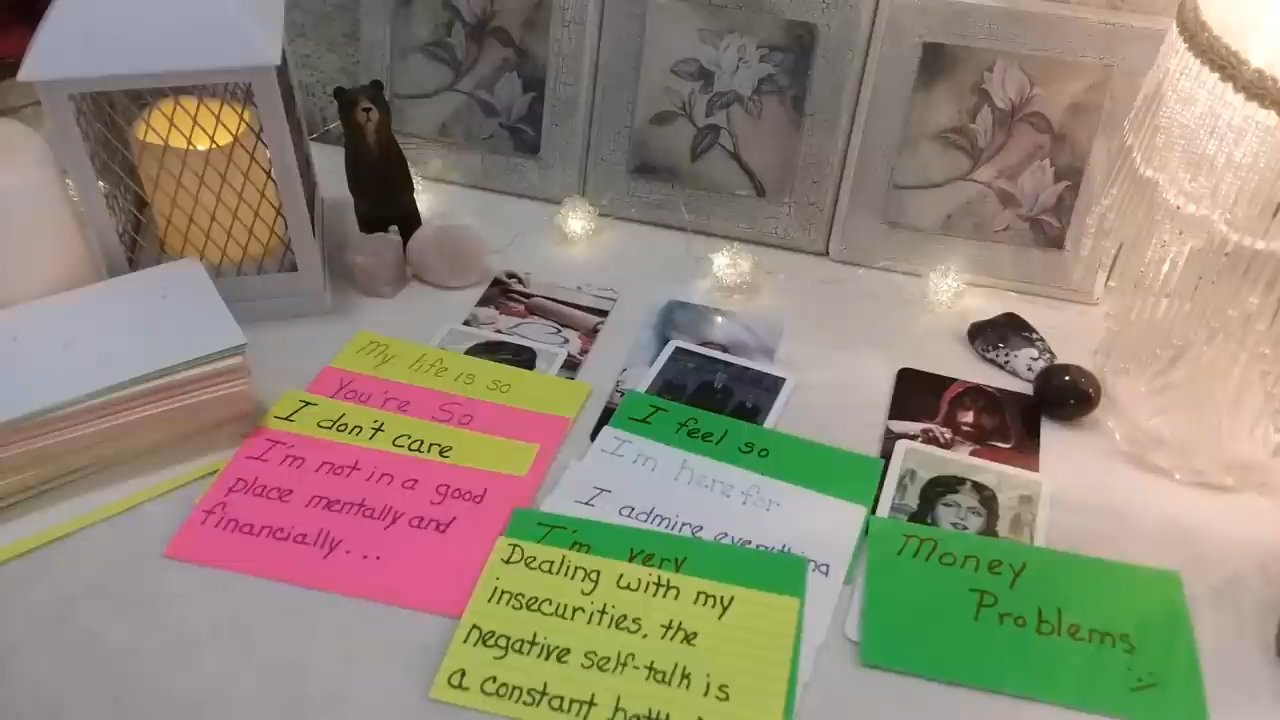 My life is so
You're So
I don't care
I'm not in a good
place mentally and
financially...
I feel so
I'm here for
I admire everything
I'm very
Dealing with my
insecurities, the
negative self-talk is
a constant
Money
Problems